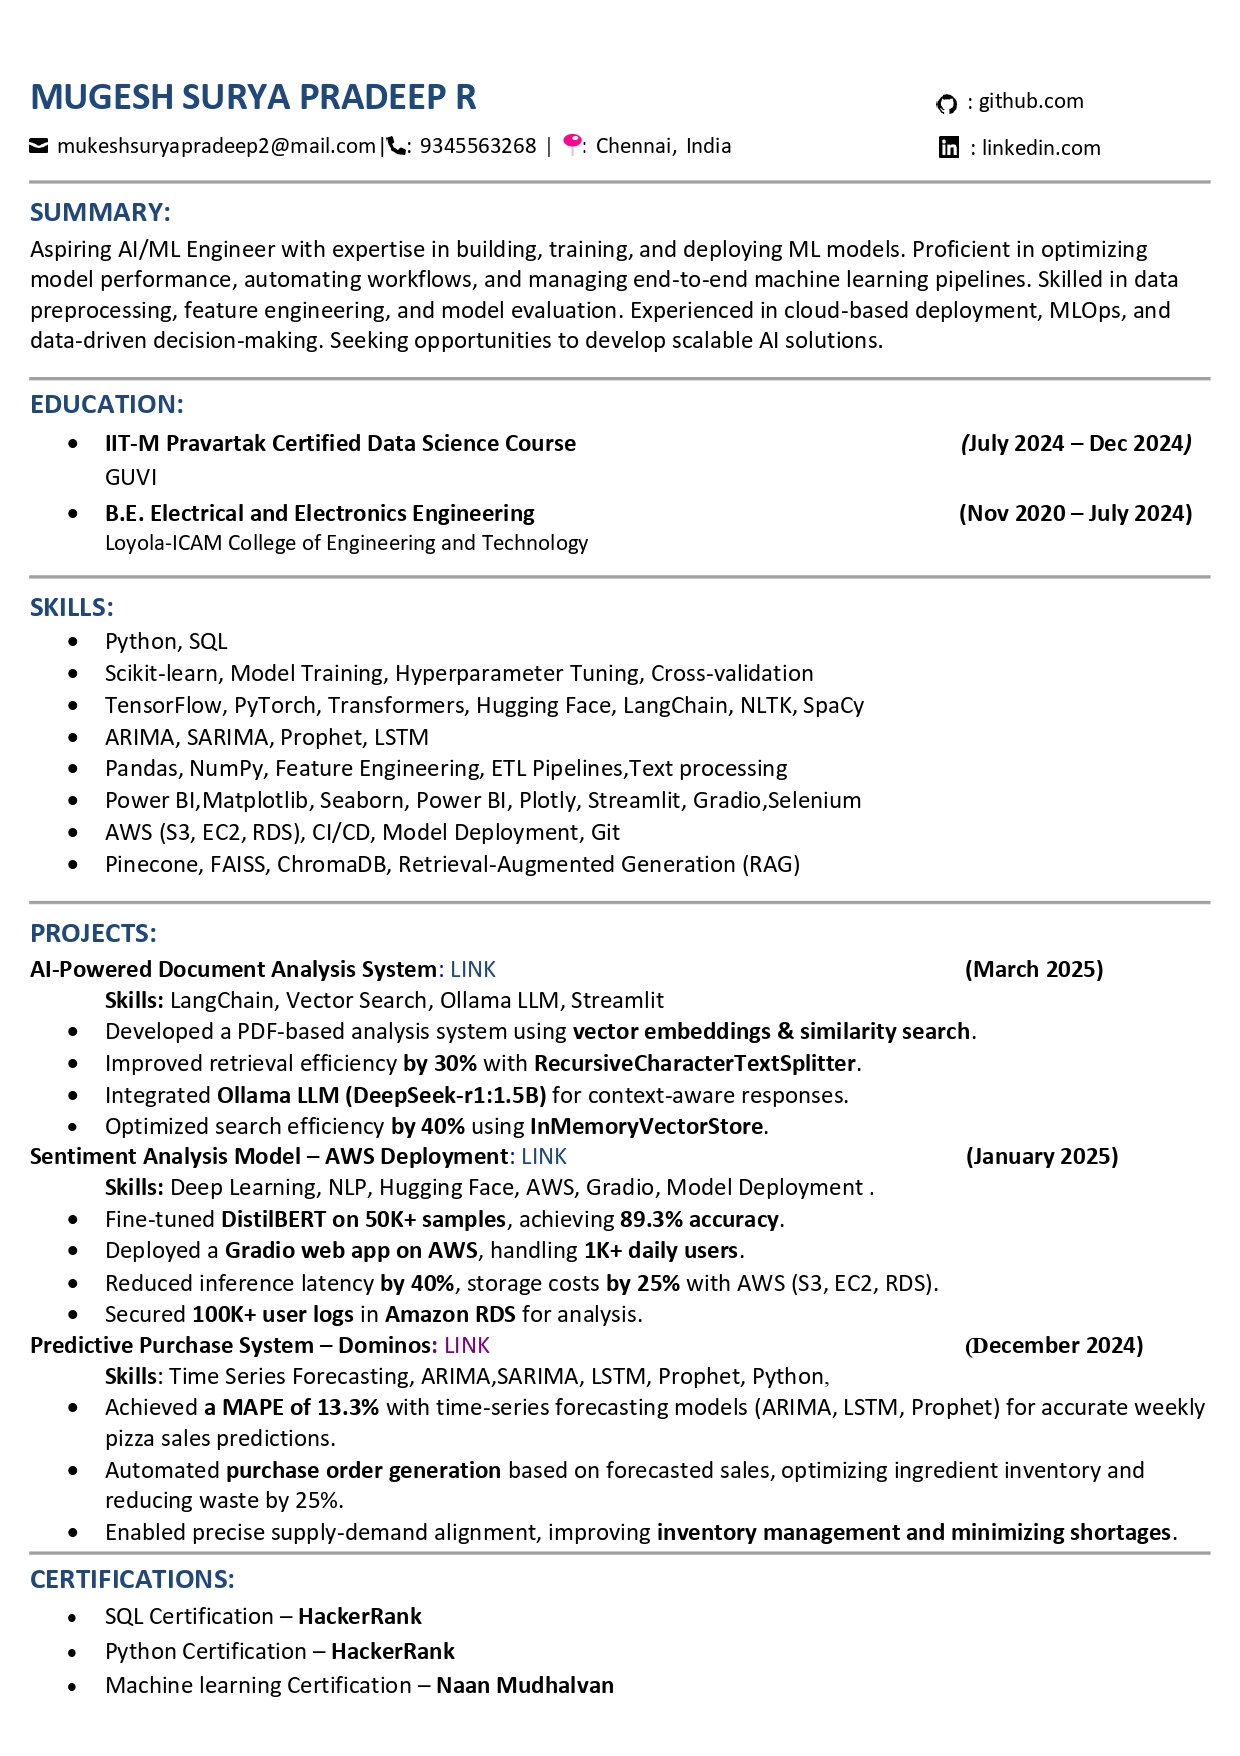 MUGESH SURYA PRADEEP R
: github.com
mukeshsuryapradeep2@mail.com|: 9345563268 | : Chennai, India
: linkedin.com
SUMMARY:
Aspiring AI/ML Engineer with expertise in building, training, and deploying ML models. Proficient in optimizing
model performance, automating workflows, and managing end-to-end machine learning pipelines. Skilled in data
preprocessing, feature engineering, and model evaluation. Experienced in cloud-based deployment, MLOps, and
data-driven decision-making. Seeking opportunities to develop scalable AI solutions.
EDUCATION:
• IIT-M Pravartak Certified Data Science Course (July 2024 – Dec 2024)
GUVI
• B.E. Electrical and Electronics Engineering (Nov 2020 – July 2024)
Loyola-ICAM College of Engineering and Technology
SKILLS:
• Python, SQL
• Scikit-learn, Model Training, Hyperparameter Tuning, Cross-validation
• TensorFlow, PyTorch, Transformers, Hugging Face, LangChain, NLTK, SpaCy
• ARIMA, SARIMA, Prophet, LSTM
• Pandas, NumPy, Feature Engineering, ETL Pipelines,Text processing
• Power BI,Matplotlib, Seaborn, Power BI, Plotly, Streamlit, Gradio,Selenium
• AWS (S3, EC2, RDS), CI/CD, Model Deployment, Git
• Pinecone, FAISS, ChromaDB, Retrieval-Augmented Generation (RAG)
PROJECTS:
AI-Powered Document Analysis System: LINK (March 2025)
Skills: LangChain, Vector Search, Ollama LLM, Streamlit
• Developed a PDF-based analysis system using vector embeddings & similarity search.
• Improved retrieval efficiency by 30% with RecursiveCharacterTextSplitter.
• Integrated Ollama LLM (DeepSeek-r1:1.5B) for context-aware responses.
• Optimized search efficiency by 40% using InMemoryVectorStore.
Sentiment Analysis Model – AWS Deployment: LINK (January 2025)
Skills: Deep Learning, NLP, Hugging Face, AWS, Gradio, Model Deployment .
• Fine-tuned DistilBERT on 50K+ samples, achieving 89.3% accuracy.
• Deployed a Gradio web app on AWS, handling 1K+ daily users.
• Reduced inference latency by 40%, storage costs by 25% with AWS (S3, EC2, RDS).
• Secured 100K+ user logs in Amazon RDS for analysis.
Predictive Purchase System – Dominos: LINK (December 2024)
Skills: Time Series Forecasting, ARIMA,SARIMA, LSTM, Prophet, Python,
• Achieved a MAPE of 13.3% with time-series forecasting models (ARIMA, LSTM, Prophet) for accurate weekly
pizza sales predictions.
• Automated purchase order generation based on forecasted sales, optimizing ingredient inventory and
reducing waste by 25%.
• Enabled precise supply-demand alignment, improving inventory management and minimizing shortages.
CERTIFICATIONS:
• SQL Certification – HackerRank
• Python Certification – HackerRank
• Machine learning Certification – Naan Mudhalvan